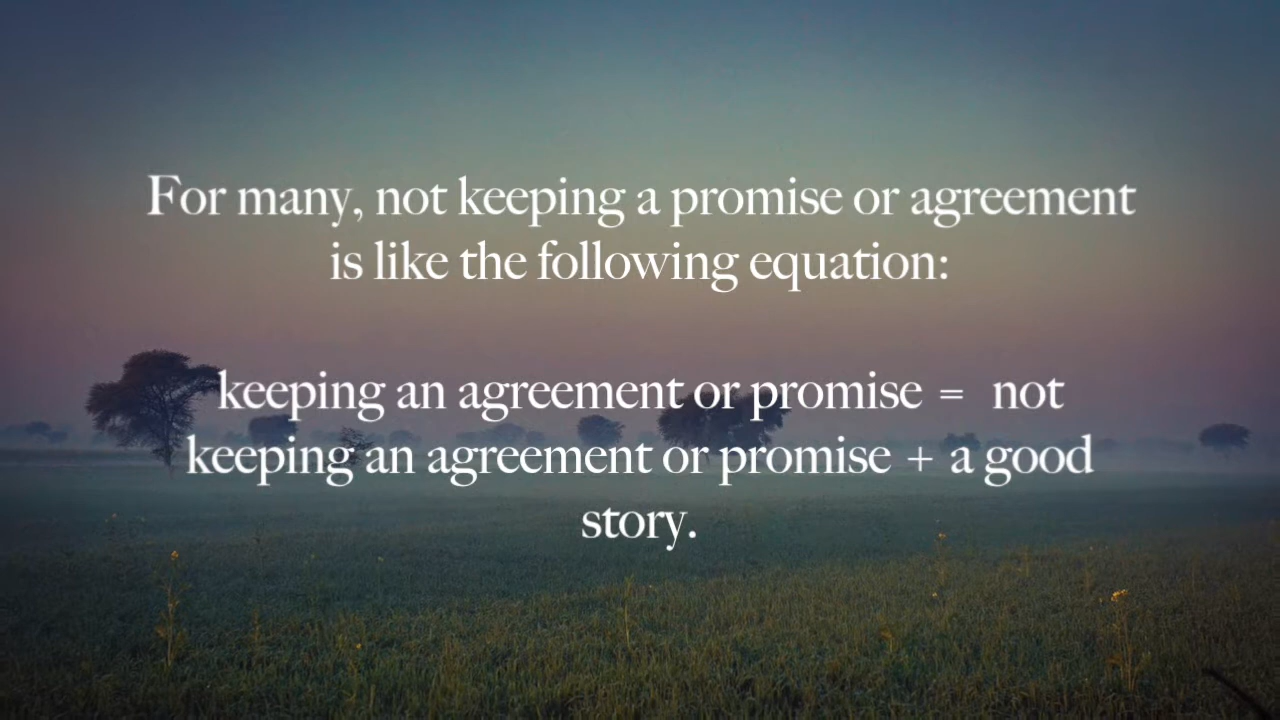 For many, not keeping a promise or agreement
is like the following equation:
keeping an agreement or promise = not
keeping an agreement or promise + a good
story.